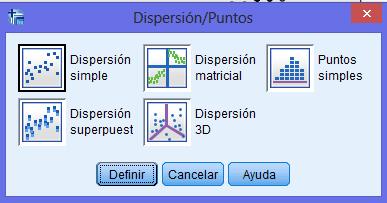 Dispersión/Puntos
Dispersión
simple
Dispersión
matricial
Puntos
simples
Dispersión
superpuest
Dispersión
3D
Definir
Cancelar
Ayuda